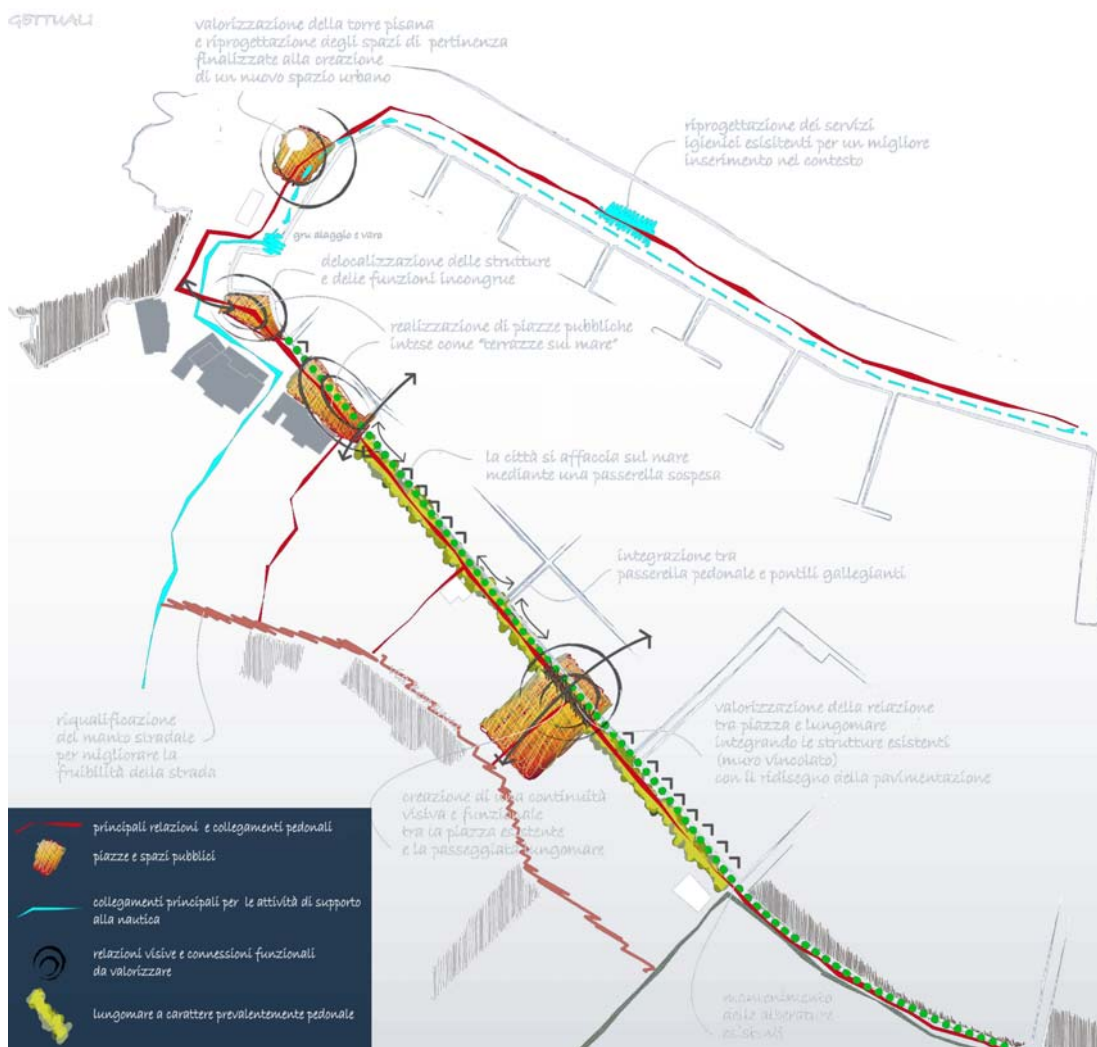 GETTUALI
valorizzazione della torre pisana
e riprogettazione degli spazi di pertinenza
finalizzate alla creazione
di un nuovo spazio urbano
riprogettazione dei servizi
igienici esisitenti per un migliore
inserimento nel contesto
gru alaggio e varo
delocalizzazione delle strutture
e delle funzioni incongrue
realizzazione di piazze pubbliche
intese come "terrazze sul mare"
la città si affaccia sul mare
mediante una passerella sospesa
integrazione tra
passerella pedonale e pontili gallegianti
valorizzazione della relazione
tra piazza e lungomare
integrando le strutture esistenti
(muro vincolato)
con il ridisegno della pavimentazione
riqualificazione
del manto stradale
per migliorare la
fruibilità della strada
creazione di una continuità
visiva e funzionale
tra la piazza esistente
e la passeggiata lungomare
mantenimento
delle alberature
esistenti
principali relazioni e collegamenti pedonali
piazze e spazi pubblici
collegamenti principali per le attività di supporto
alla nautica
relazioni visive e connessioni funzionali
da valorizzare
lungomare a carattere prevalentemente pedonale